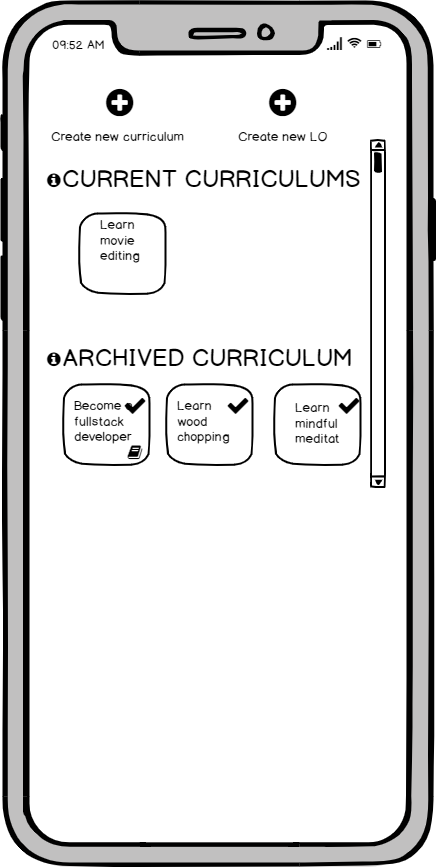 09:52 AM
Create new curriculum
Create new LO
CURRENT CURRICULUMS
Learn
movie
editing
ARCHIVED CURRICULUM
Become
fullstack
developer
Learn
wood
chopping
Learn
mindful
meditat